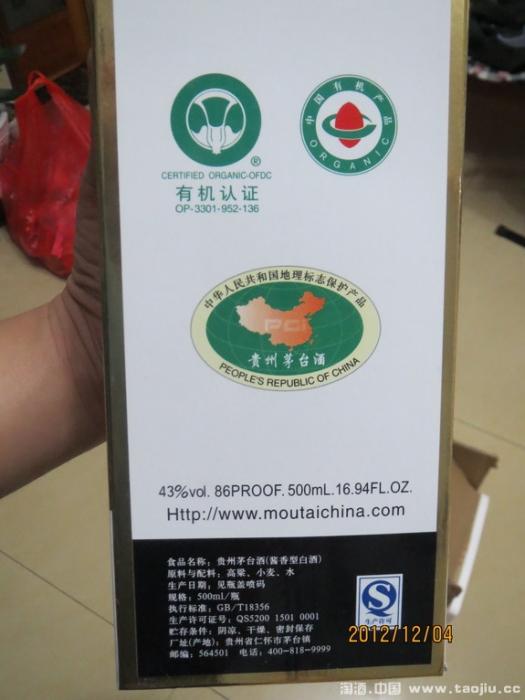 CERTIFIED ORGANIC-OFDC
有机认证
OP-3301-952-136
®
中国有机产品
ORGANIC
中华人民共和国地理标志保护产品
PGI
贵州茅台酒
PEOPLE'S REPUBLIC OF CHINA
43%vol. 86PROOF. 500mL.16.94FL.OZ.
Http://www.moutaichina.com
食品名称: 贵州茅台酒(酱香型白酒)
原料与配料: 高粱、小麦、水
生产日期: 见瓶盖喷码
规格: 500ml/瓶
执行标准: GB/T18356
生产许可证号: QS5200 1501 0001
贮存条件: 阴凉、干燥、密封保存
厂址(产地): 贵州省仁怀市茅台镇
邮编: 564501 电话: 400-818-9999
生产许可
2012/12/04
淘酒.中国 www.taojiu.cc